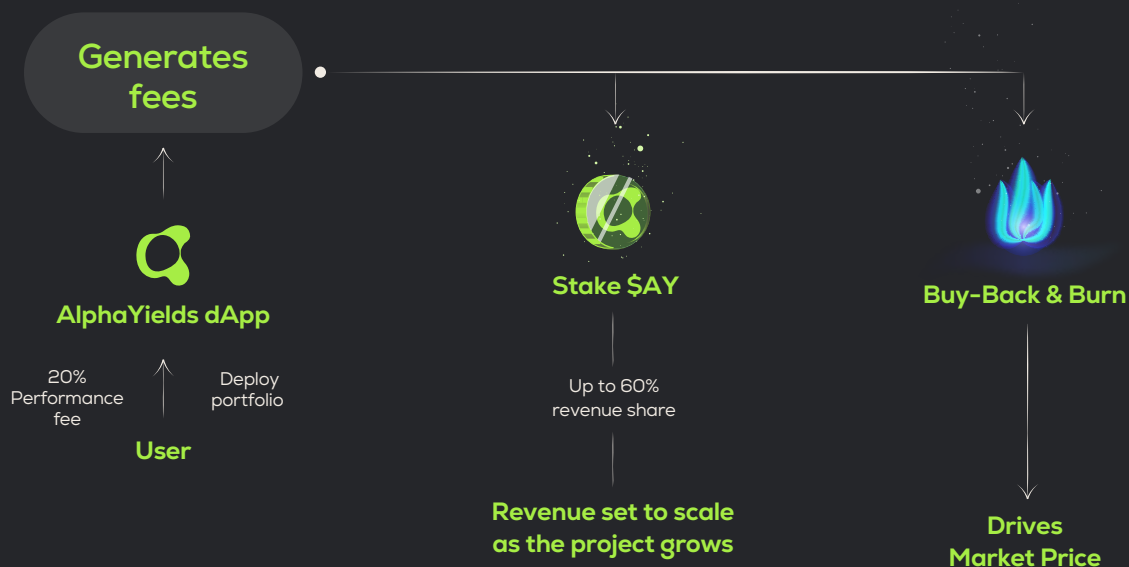 Generates
fees
AlphaYields dApp
20%
Performance
fee
Deploy
portfolio
User
Stake $AY
Up to 60%
revenue share
Revenue set to scale
as the project grows
Buy-Back & Burn
Drives
Market Price